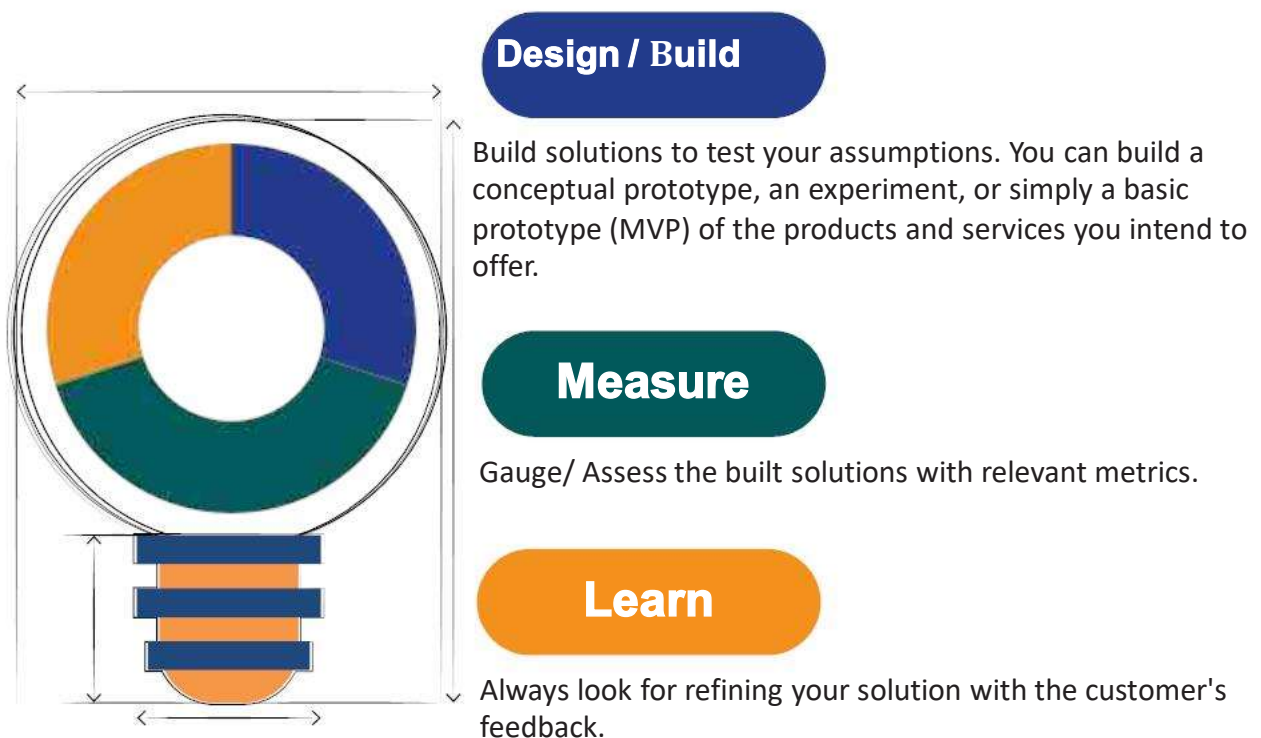 Design / Build
Build solutions to test your assumptions. You can build a
conceptual prototype, an experiment, or simply a basic
prototype (MVP) of the products and services you intend to
offer.
Measure
Gauge/ Assess the built solutions with relevant metrics.
Learn
Always look for refining your solution with the customer's
feedback.